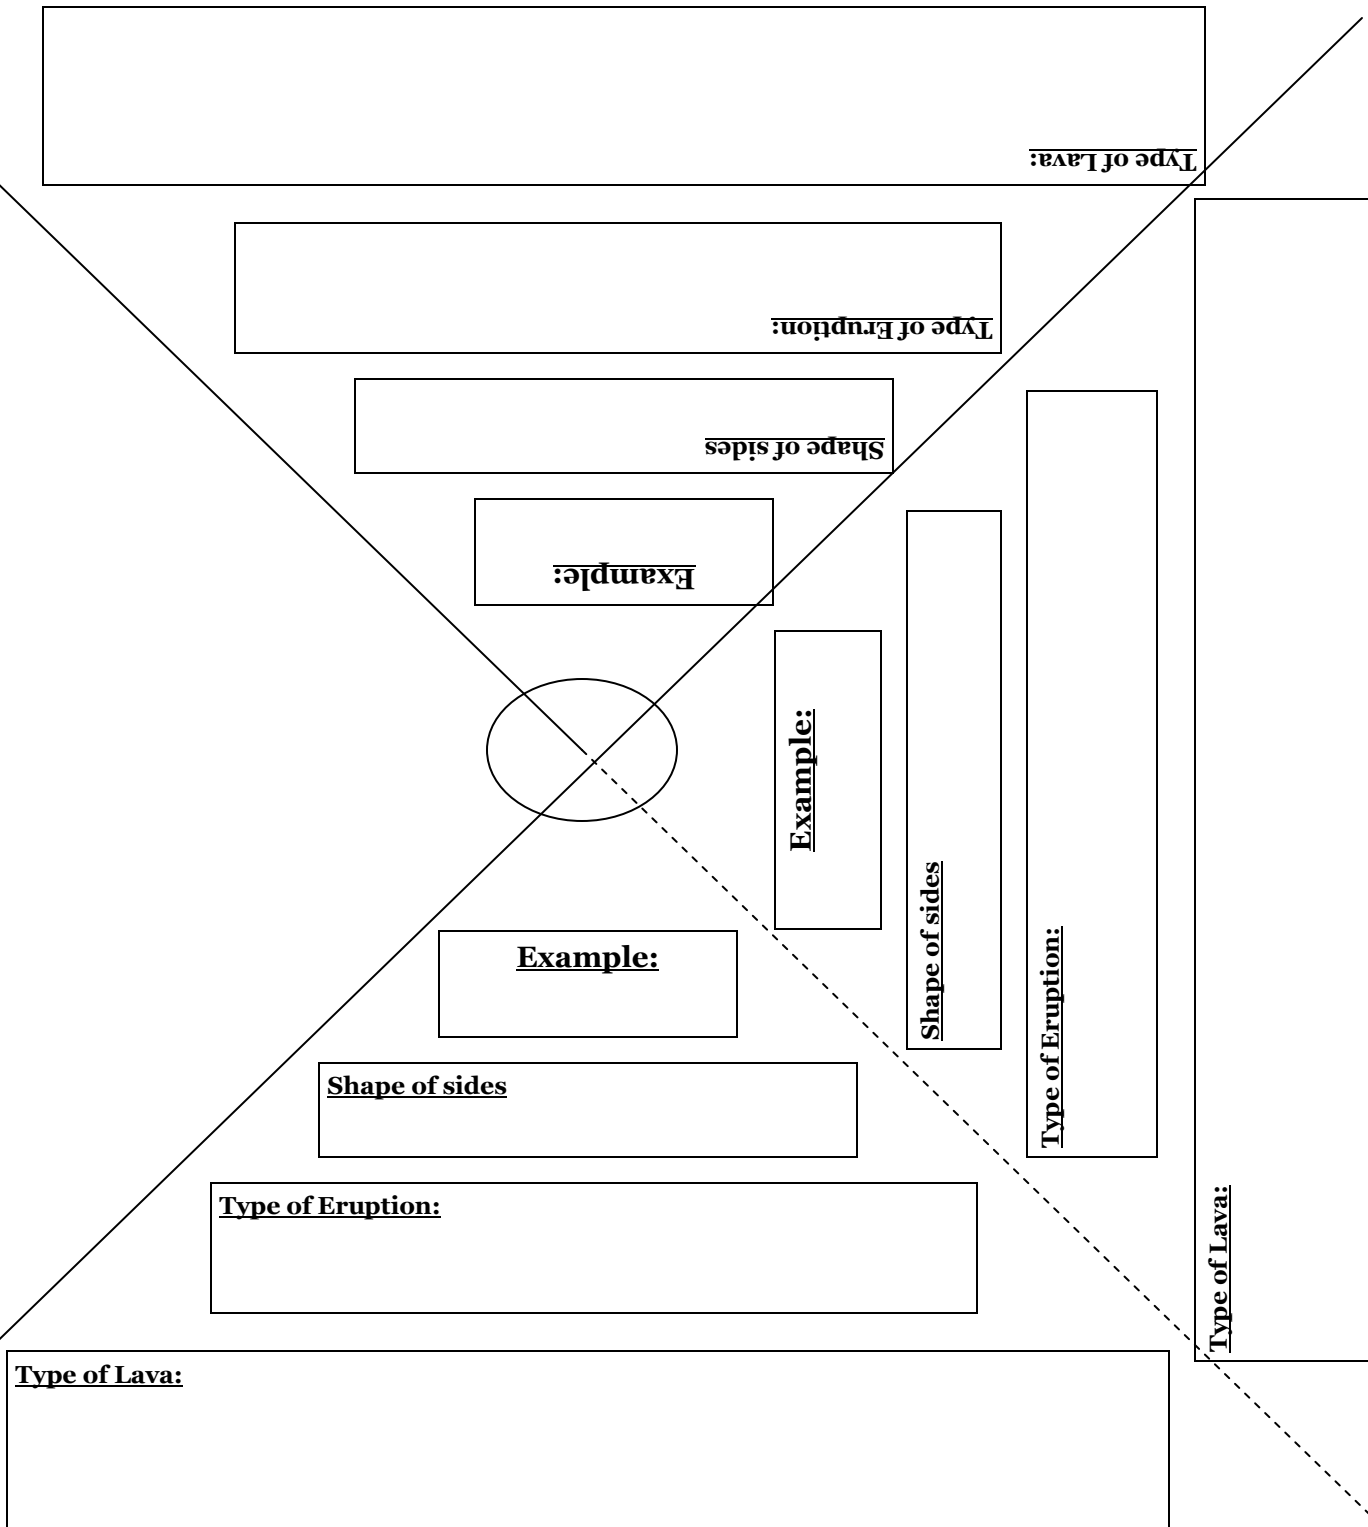 Type of Lava:
Type of Eruption:
Shape of sides
Example:
Example:
Shape of sides
Type of Eruption:
Type of Lava:
Example:
Shape of sides
Type of Eruption:
Type of Lava: